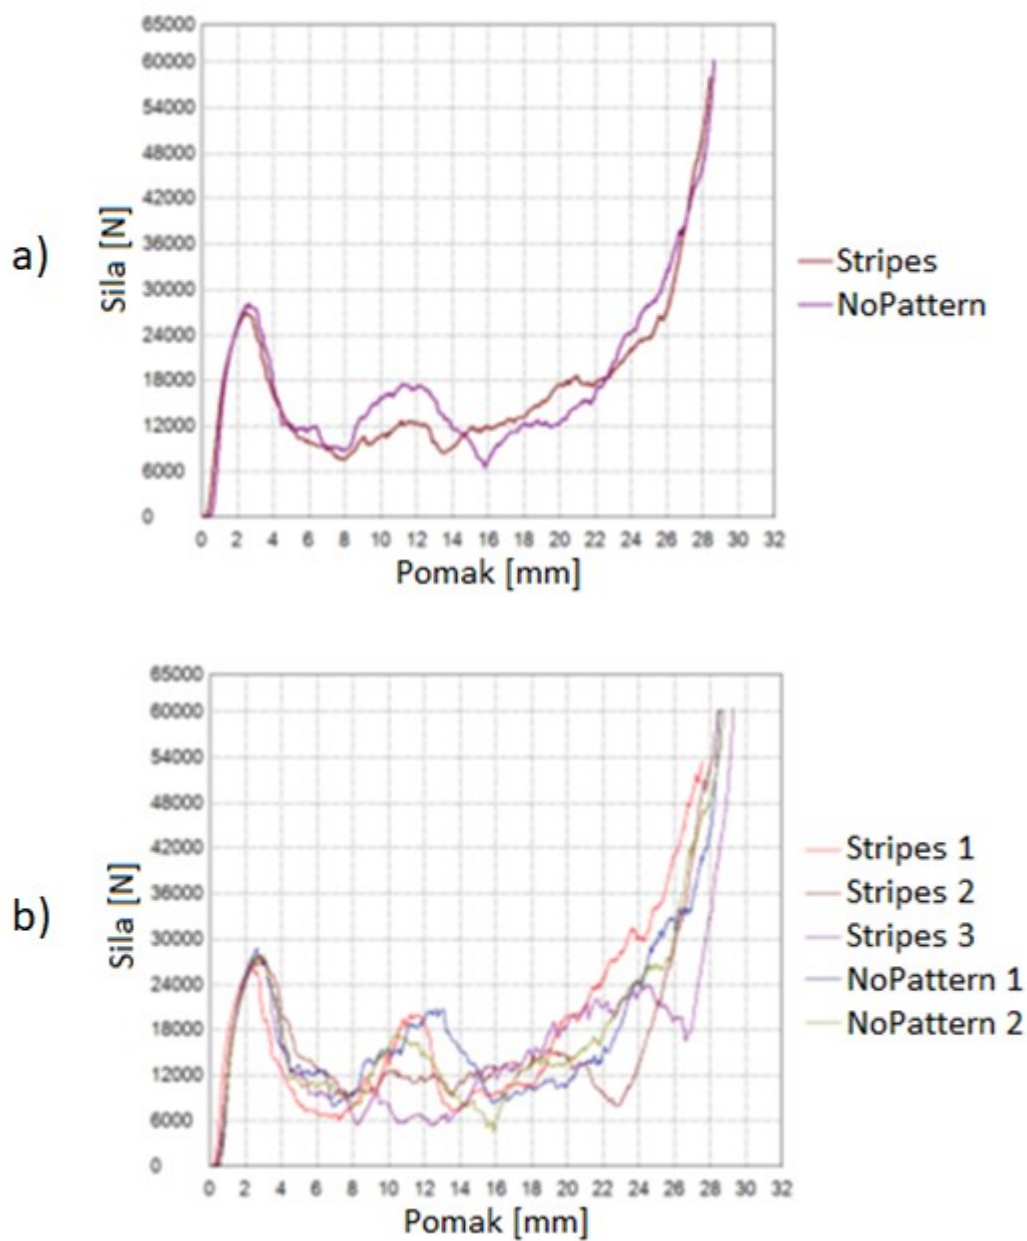 a)
Sila [N]
65000
60000
54000
48000
42000
36000
30000
24000
18000
12000
6000
0
0 2 4 6 8 10 12 14 16 18 20 22 24 26 28 30 32
Pomak [mm]
Stripes
NoPattern
b)
Sila [N]
65000
60000
54000
48000
42000
36000
30000
24000
18000
12000
6000
0
0 2 4 6 8 10 12 14 16 18 20 22 24 26 28 30 32
Pomak [mm]
Stripes 1
Stripes 2
Stripes 3
NoPattern 1
NoPattern 2